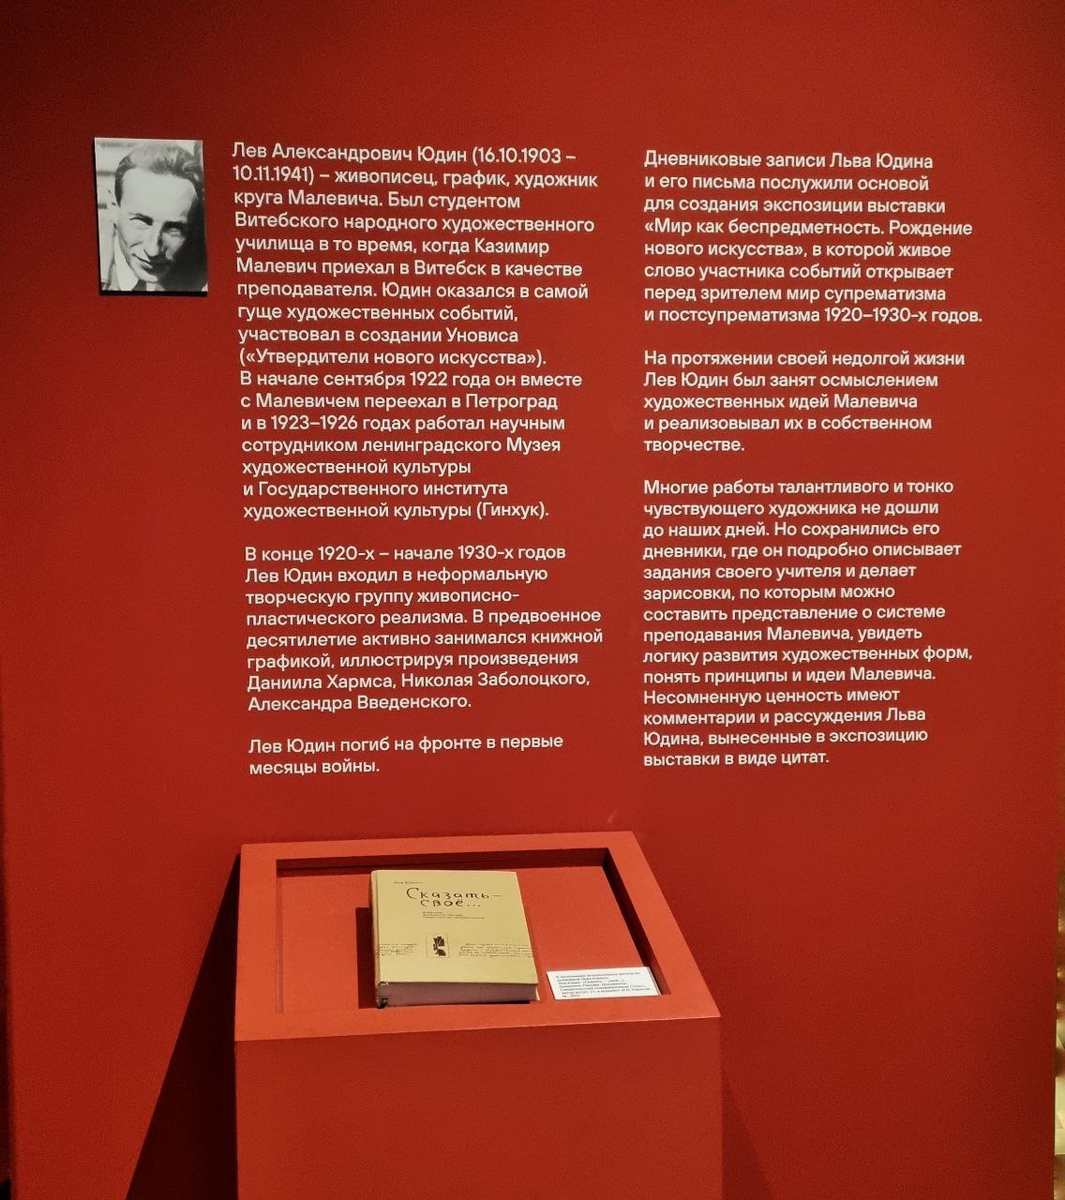 Лев Александрович Юдин (16.10.1903 –
10.11.1941) – живописец, график, художник
круга Малевича. Был студентом
Витебского народного художественного
училища в то время, когда Казимир
Малевич приехал в Витебск в качестве
преподавателя. Юдин оказался в самой
гуще художественных событий,
участвовал в создании Уновиса
(«Утвердители нового искусства»).
В начале сентября 1922 года он вместе
с Малевичем переехал в Петроград
и в 1923–1926 годах работал научным
сотрудником ленинградского Музея
художественной культуры
и Государственного института
художественной культуры (Гинхук).
В конце 1920-х – начале 1930-х годов
Лев Юдин входил в неформальную
творческую группу живописно-
пластического реализма. В предвоенное
десятилетие активно занимался книжной
графикой, иллюстрируя произведения
Даниила Хармса, Николая Заболоцкого,
Александра Введенского.
Лев Юдин погиб на фронте в первые
месяцы войны.
Дневниковые записи Льва Юдина
и его письма послужили основой
для создания экспозиции выставки
«Мир как беспредметность. Рождение
нового искусства», в которой живое
слово участника событий открывает
перед зрителем мир супрематизма
и постсупрематизма 1920–1930-х годов.
На протяжении своей недолгой жизни
Лев Юдин был занят осмыслением
художественных идей Малевича
и реализовывал их в собственном
творчестве.
Многие работы талантливого и тонко
чувствующего художника не дошли
до наших дней. Но сохранились его
дневники, где он подробно описывает
задания своего учителя и делает
зарисовки, по которым можно
составить представление о системе
преподавания Малевича, увидеть
логику развития художественных форм,
понять принципы и идеи Малевича.
Несомненную ценность имеют
комментарии и рассуждения Льва
Юдина, вынесенные в экспозицию
выставки в виде цитат.
Сказать —
своё...